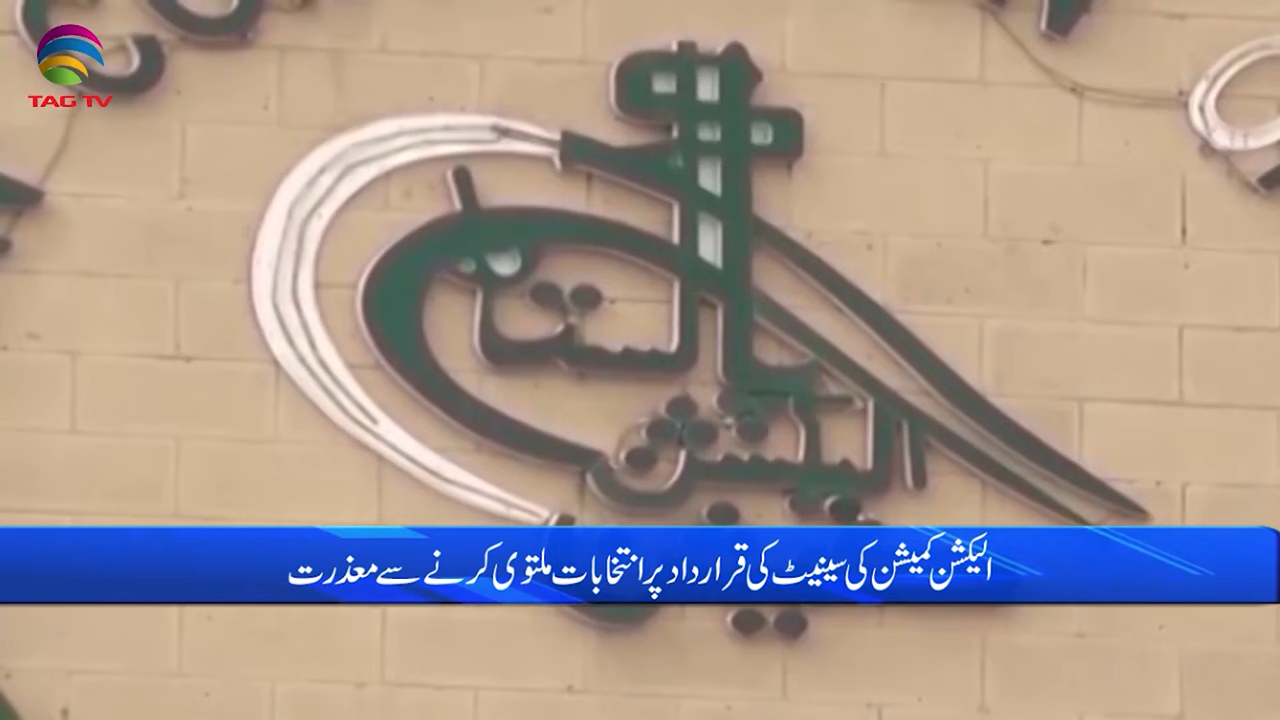 TAG TV
الیکشن کمیشن کی سینیٹ کی قرارداد پر انتخابات ملتوی کرنے سے معذرت